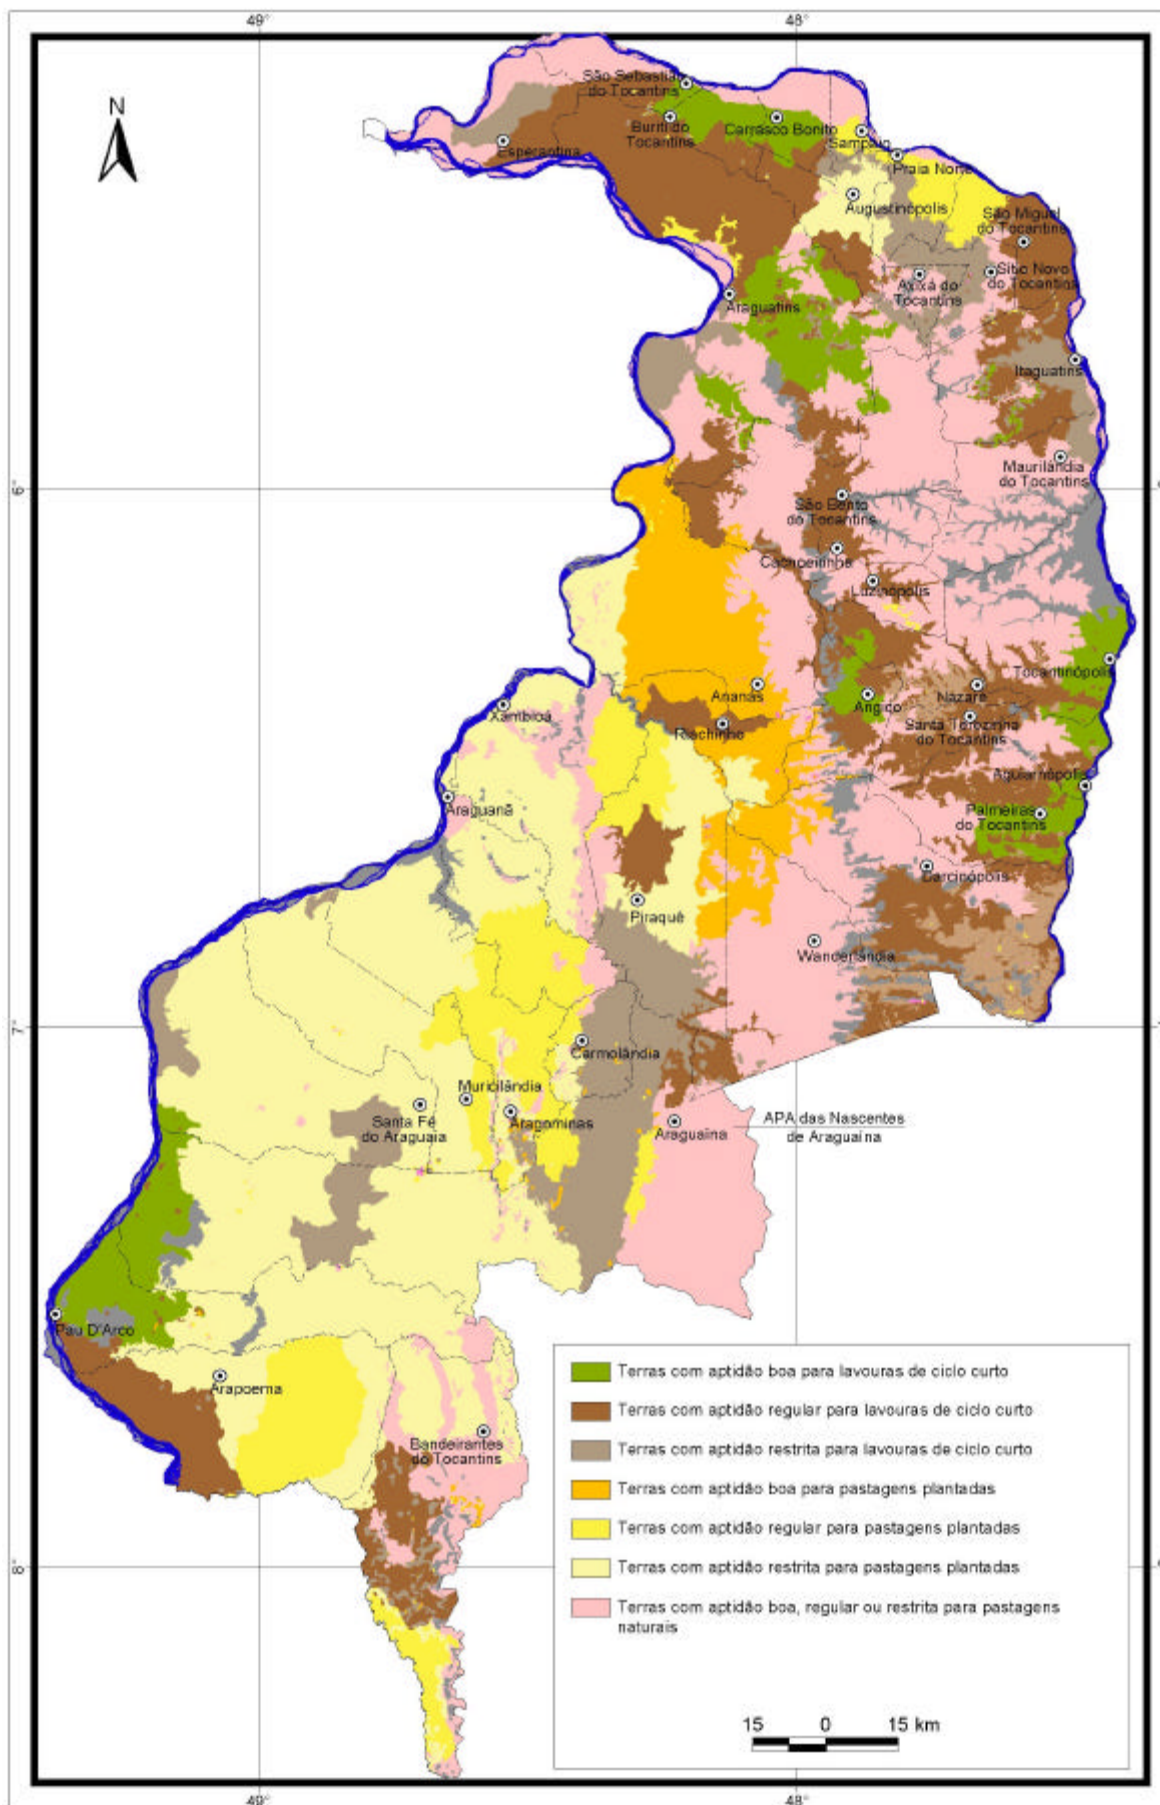 49°
48°
N
São Sebastião
do Tocantins
Buriti do
Tocantins
Carrasco Bonito
Sampaio
Esperantina
Praia Norte
Augustinópolis
São Miguel
do Tocantins
Sítio Novo
do Tocantins
Axixá do
Tocantins
Araguatins
Itaguatins
Maurilândia
do Tocantins
6°
São Bento
do Tocantins
Cachoeirinha
Luzinópolis
Tocantinópolis
Ananás
Angico
Nazaré
Xambioá
Riachinho
Santa Terezinha
do Tocantins
Aguiarnópolis
Araguanã
Palmeiras
do Tocantins
Darcinópolis
Piraquê
Wanderlândia
7°
Carmolândia
Muricilândia
Santa Fé
do Araguaia
Aragominas
Araguaína
APA das Nascentes
de Araguaína
Pau D'Arco
Arapoema
Bandeirantes
do Tocantins
Terras com aptidão boa para lavouras de ciclo curto
Terras com aptidão regular para lavouras de ciclo curto
Terras com aptidão restrita para lavouras de ciclo curto
Terras com aptidão boa para pastagens plantadas
Terras com aptidão regular para pastagens plantadas
8°
Terras com aptidão restrita para pastagens plantadas
Terras com aptidão boa, regular ou restrita para pastagens
naturais
15 0 15 km
49°
48°